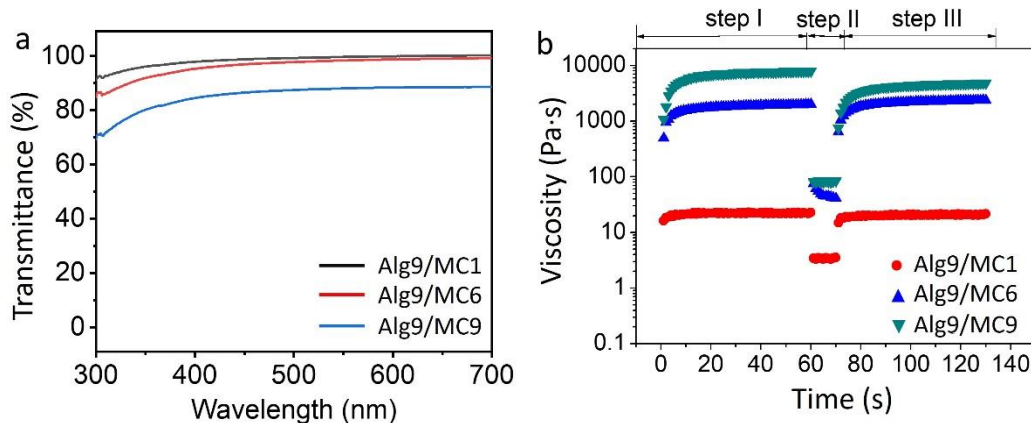 a
Transmittance (%)
100
80
60
40
20
0
Alg9/MC1
Alg9/MC6
Alg9/MC9
300 400 500 600 700
Wavelength (nm)
step I step II step III
b
Viscosity (Pa·s)
10000
1000
100
10
1
0.1
Alg9/MC1
Alg9/MC6
Alg9/MC9
0 20 40 60 80 100 120 140
Time (s)